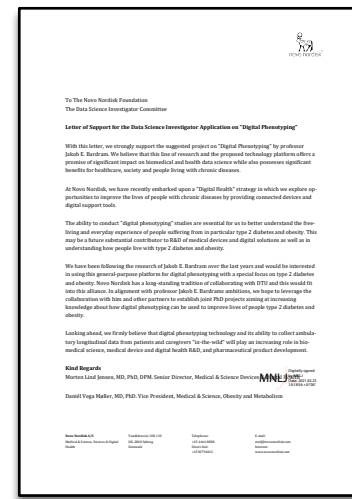 novo nordisk
To The Novo Nordisk Foundation
The Data Science Investigator Committee
Letter of Support for the Data Science Investigator Application on "Digital Phenotyping"
With this letter, we strongly support the suggested project on "Digital Phenotyping" by professor
Jakob E. Bardram. We believe that this line of research and the proposed technology platform offers a
promise of significant impact on biomedical and health data science while also possesses significant
benefits for healthcare, society and people living with chronic diseases.
At Novo Nordisk, we have recently embarked upon a "Digital Health" strategy in which we explore op-
portunities to improve the lives of people with chronic diseases by providing connected devices and
digital support tools.
The ability to conduct "digital phenotyping" studies are essential for us to better understand the free-
living and everyday experience of people suffering from in particular type 2 diabetes and obesity. This
may be a future substantial contributor to R&D of medical devices and digital solutions as well as in
understanding how people live with type 2 diabetes and obesity.
We have been following the research of Jakob E. Bardram over the last years and would be interested
in using this general-purpose platform for digital phenotyping with a special focus on type 2 diabetes
and obesity. Novo Nordisk has a long-standing tradition of collaborating with DTU and this would fit
into this alliance. In alignment with professor Jakob E. Bardrams ambitions, we hope to leverage the
collaboration with him and other partners to establish joint PhD projects aiming at increasing
knowledge about how digital phenotyping can be used to improve lives of people type 2 diabetes and
obesity.
Looking ahead, we firmly believe that digital phenotyping technology and its ability to collect ambula-
tory longitudinal data from patients and caregivers "in-the-wild" will play an increasing role in bio-
medical science, medical device and digital health R&D, and pharmaceutical product development.
Kind Regards
Morten Lind Jensen, MD, PhD, DPM. Senior Director, Medical & Science Devices
MNLJ Digitally signed
by MNLJ
Daniél Vega Møller, MD, PhD. Vice President, Medical & Science, Obesity and Metabolism
Novo Nordisk A/S
Medical & Science, Devices & Digital
Health
Denmark
Telephone:
Direct dial:
E-mail:
Internet:
www.novonordisk.com